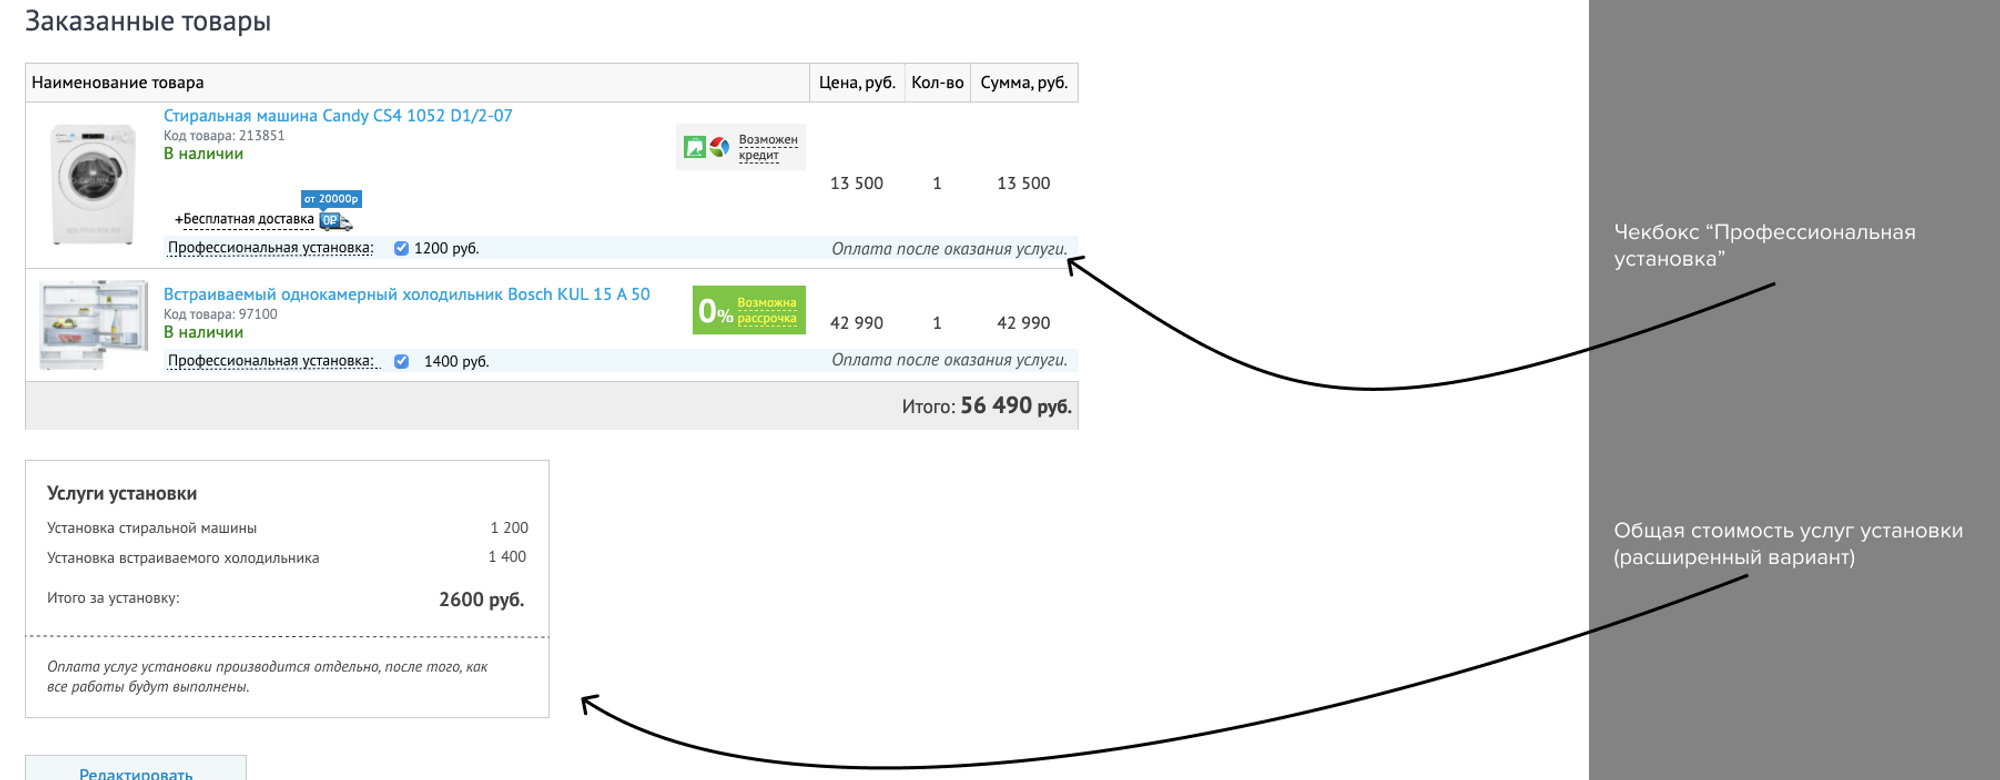 Заказанные товары
Наименование товара
Цена, руб.
Кол-во
Сумма, руб.
Стиральная машина Candy CS4 1052 D1/2-07
Код товара: 213851
В наличии
Возможен
кредит
13 500
1
13 500
от 20000р
+Бесплатная доставка
0Р
Профессиональная установка:
1200 руб.
Оплата после оказания услуги.
Встраиваемый однокамерный холодильник Bosch KUL 15 A 50
Код товара: 97100
В наличии
0%
Возможна
рассрочка
42 990
1
42 990
Профессиональная установка:
1400 руб.
Оплата после оказания услуги.
Итого: 56 490 руб.
Услуги установки
Установка стиральной машины
1 200
Установка встраиваемого холодильника
1 400
Итого за установку:
2600 руб.
Оплата услуг установки производится отдельно, после того, как
все работы будут выполнены.
Редактировать
Чекбокс “Профессиональная
установка”
Общая стоимость услуг установки
(расширенный вариант)